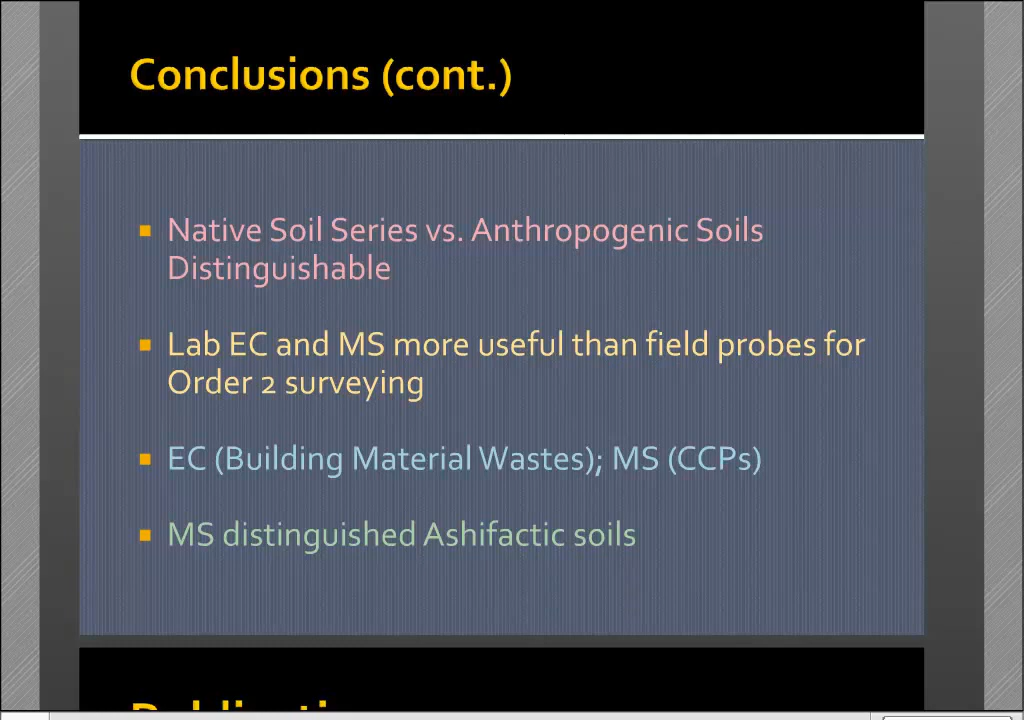 Conclusions (cont.)
Native Soil Series vs. Anthropogenic Soils
Distinguishable
Lab EC and MS more useful than field probes for
Order 2 surveying
EC (Building Material Wastes); MS (CCPs)
MS distinguished Ashifactic soils